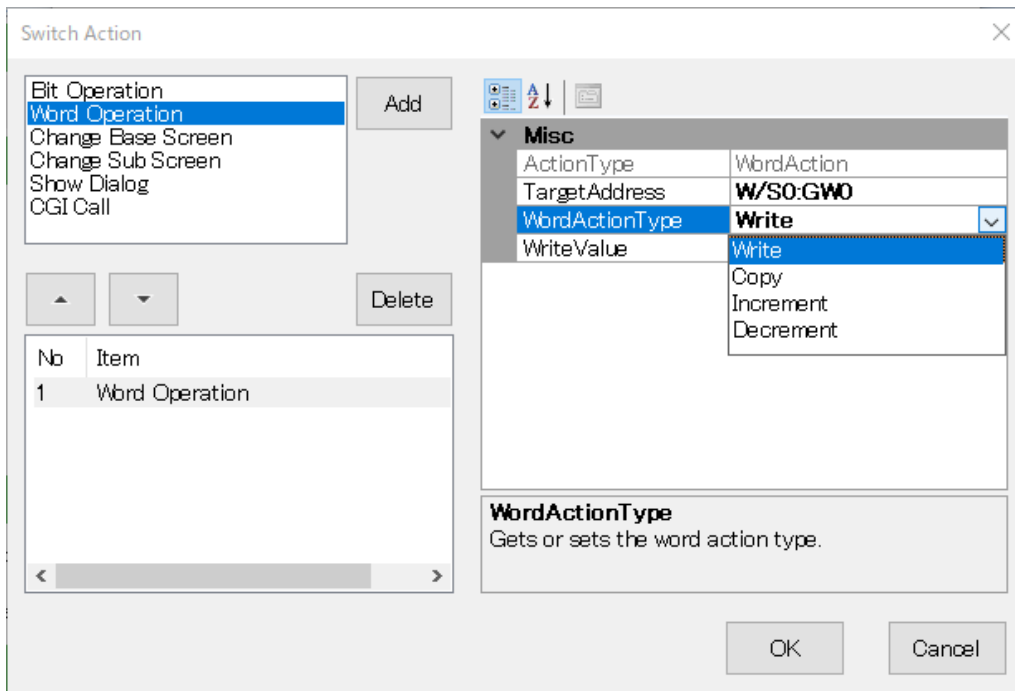 Switch Action
Bit Operation
Word Operation
Change Base Screen
Change Sub Screen
Show Dialog
CGI Call
Add
Delete
No Item
1 Word Operation
Misc
ActionType WordAction
TargetAddress W/S0:GW0
WordActionType Write
WriteValue
Write
Copy
Increment
Decrement
WordActionType
Gets or sets the word action type.
OK Cancel